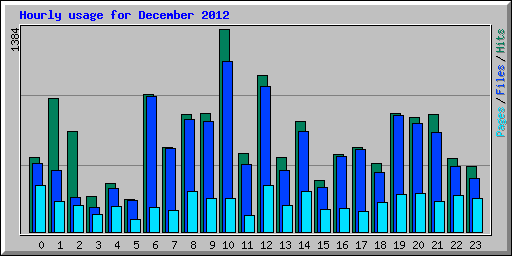 Hourly usage for December 2012
1384
Pages / Files / Hits
0 1 2 3 4 5 6 7 8 9 10 11 12 13 14 15 16 17 18 19 20 21 22 23